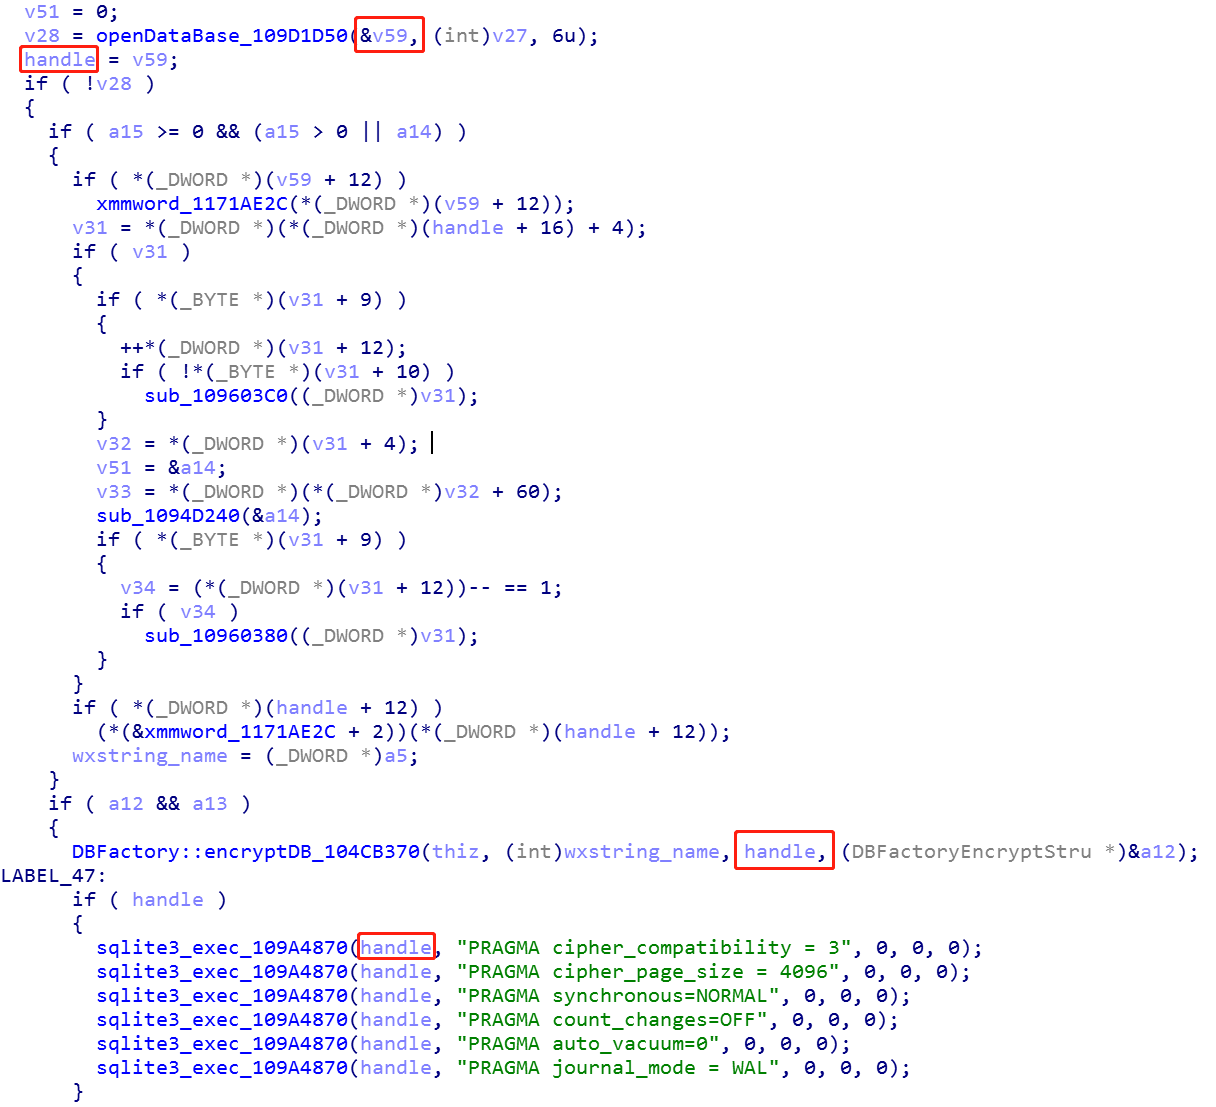 v51 = 0;
v28 = openDataBase_109D1D50(&v59, (int)v27, 6u);
handle = v59;
if ( !v28 )
{
if ( a15 >= 0 && (a15 > 0 || a14) )
{
if ( *(_DWORD *)(v59 + 12) )
xmmword_1171AE2C(*(_DWORD *)(v59 + 12));
v31 = *(_DWORD *)(*(_DWORD *)(handle + 16) + 4);
if ( v31 )
{
if ( *(_BYTE *)(v31 + 9) )
{
++*(_DWORD *)(v31 + 12);
if ( !*(_BYTE *)(v31 + 10) )
sub_109603C0((_DWORD *)v31);
}
v32 = *(_DWORD *)(v31 + 4);
v51 = &a14;
v33 = *(_DWORD *)(*(_DWORD *)v32 + 60);
sub_1094D240(&a14);
if ( *(_BYTE *)(v31 + 9) )
{
v34 = (*(_DWORD *)(v31 + 12))-- == 1;
if ( v34 )
sub_10960380((_DWORD *)v31);
}
}
if ( *(_DWORD *)(handle + 12) )
(*(&xmmword_1171AE2C + 2))(*(_DWORD *)(handle + 12));
wxstring_name = (_DWORD *)a5;
}
if ( a12 && a13 )
{
DBFactory::encryptDB_104CB370(thiz, (int)wxstring_name, handle, (DBFactoryEncryptStru *)&a12);
LABEL_47:
if ( handle )
{
sqlite3_exec_109A4870(handle, "PRAGMA cipher_compatibility = 3", 0, 0, 0);
sqlite3_exec_109A4870(handle, "PRAGMA cipher_page_size = 4096", 0, 0, 0);
sqlite3_exec_109A4870(handle, "PRAGMA synchronous=NORMAL", 0, 0, 0);
sqlite3_exec_109A4870(handle, "PRAGMA count_changes=OFF", 0, 0, 0);
sqlite3_exec_109A4870(handle, "PRAGMA auto_vacuum=0", 0, 0, 0);
sqlite3_exec_109A4870(handle, "PRAGMA journal_mode = WAL", 0, 0, 0);
}